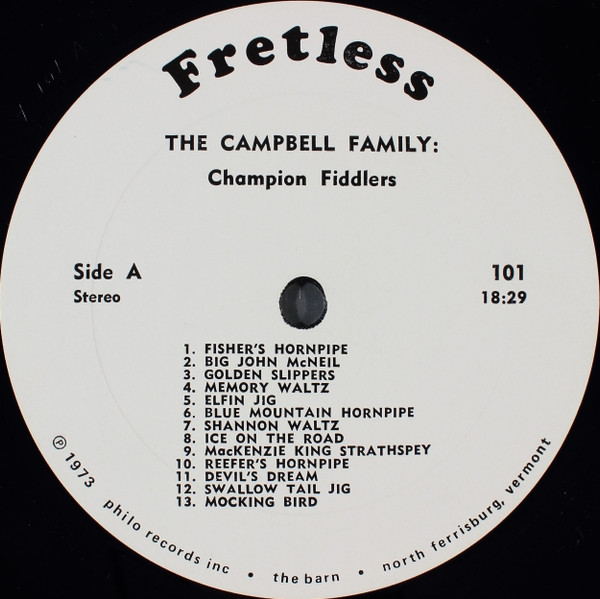 Fretless
THE CAMPBELL FAMILY:
Champion Fiddlers
Side A
Stereo
101
18:29
1. FISHER'S HORNPIPE
2. BIG JOHN McNEIL
3. GOLDEN SLIPPERS
4. MEMORY WALTZ
5. ELFIN JIG
6. BLUE MOUNTAIN HORNPIPE
7. SHANNON WALTZ
8. ICE ON THE ROAD
9. MacKENZIE KING STRATHSPEY
10. REEFER'S HORNPIPE
11. DEVIL'S DREAM
12. SWALLOW TAIL JIG
13. MOCKING BIRD
℗ 1973 philo records inc • the barn • north ferrisburg, vermont